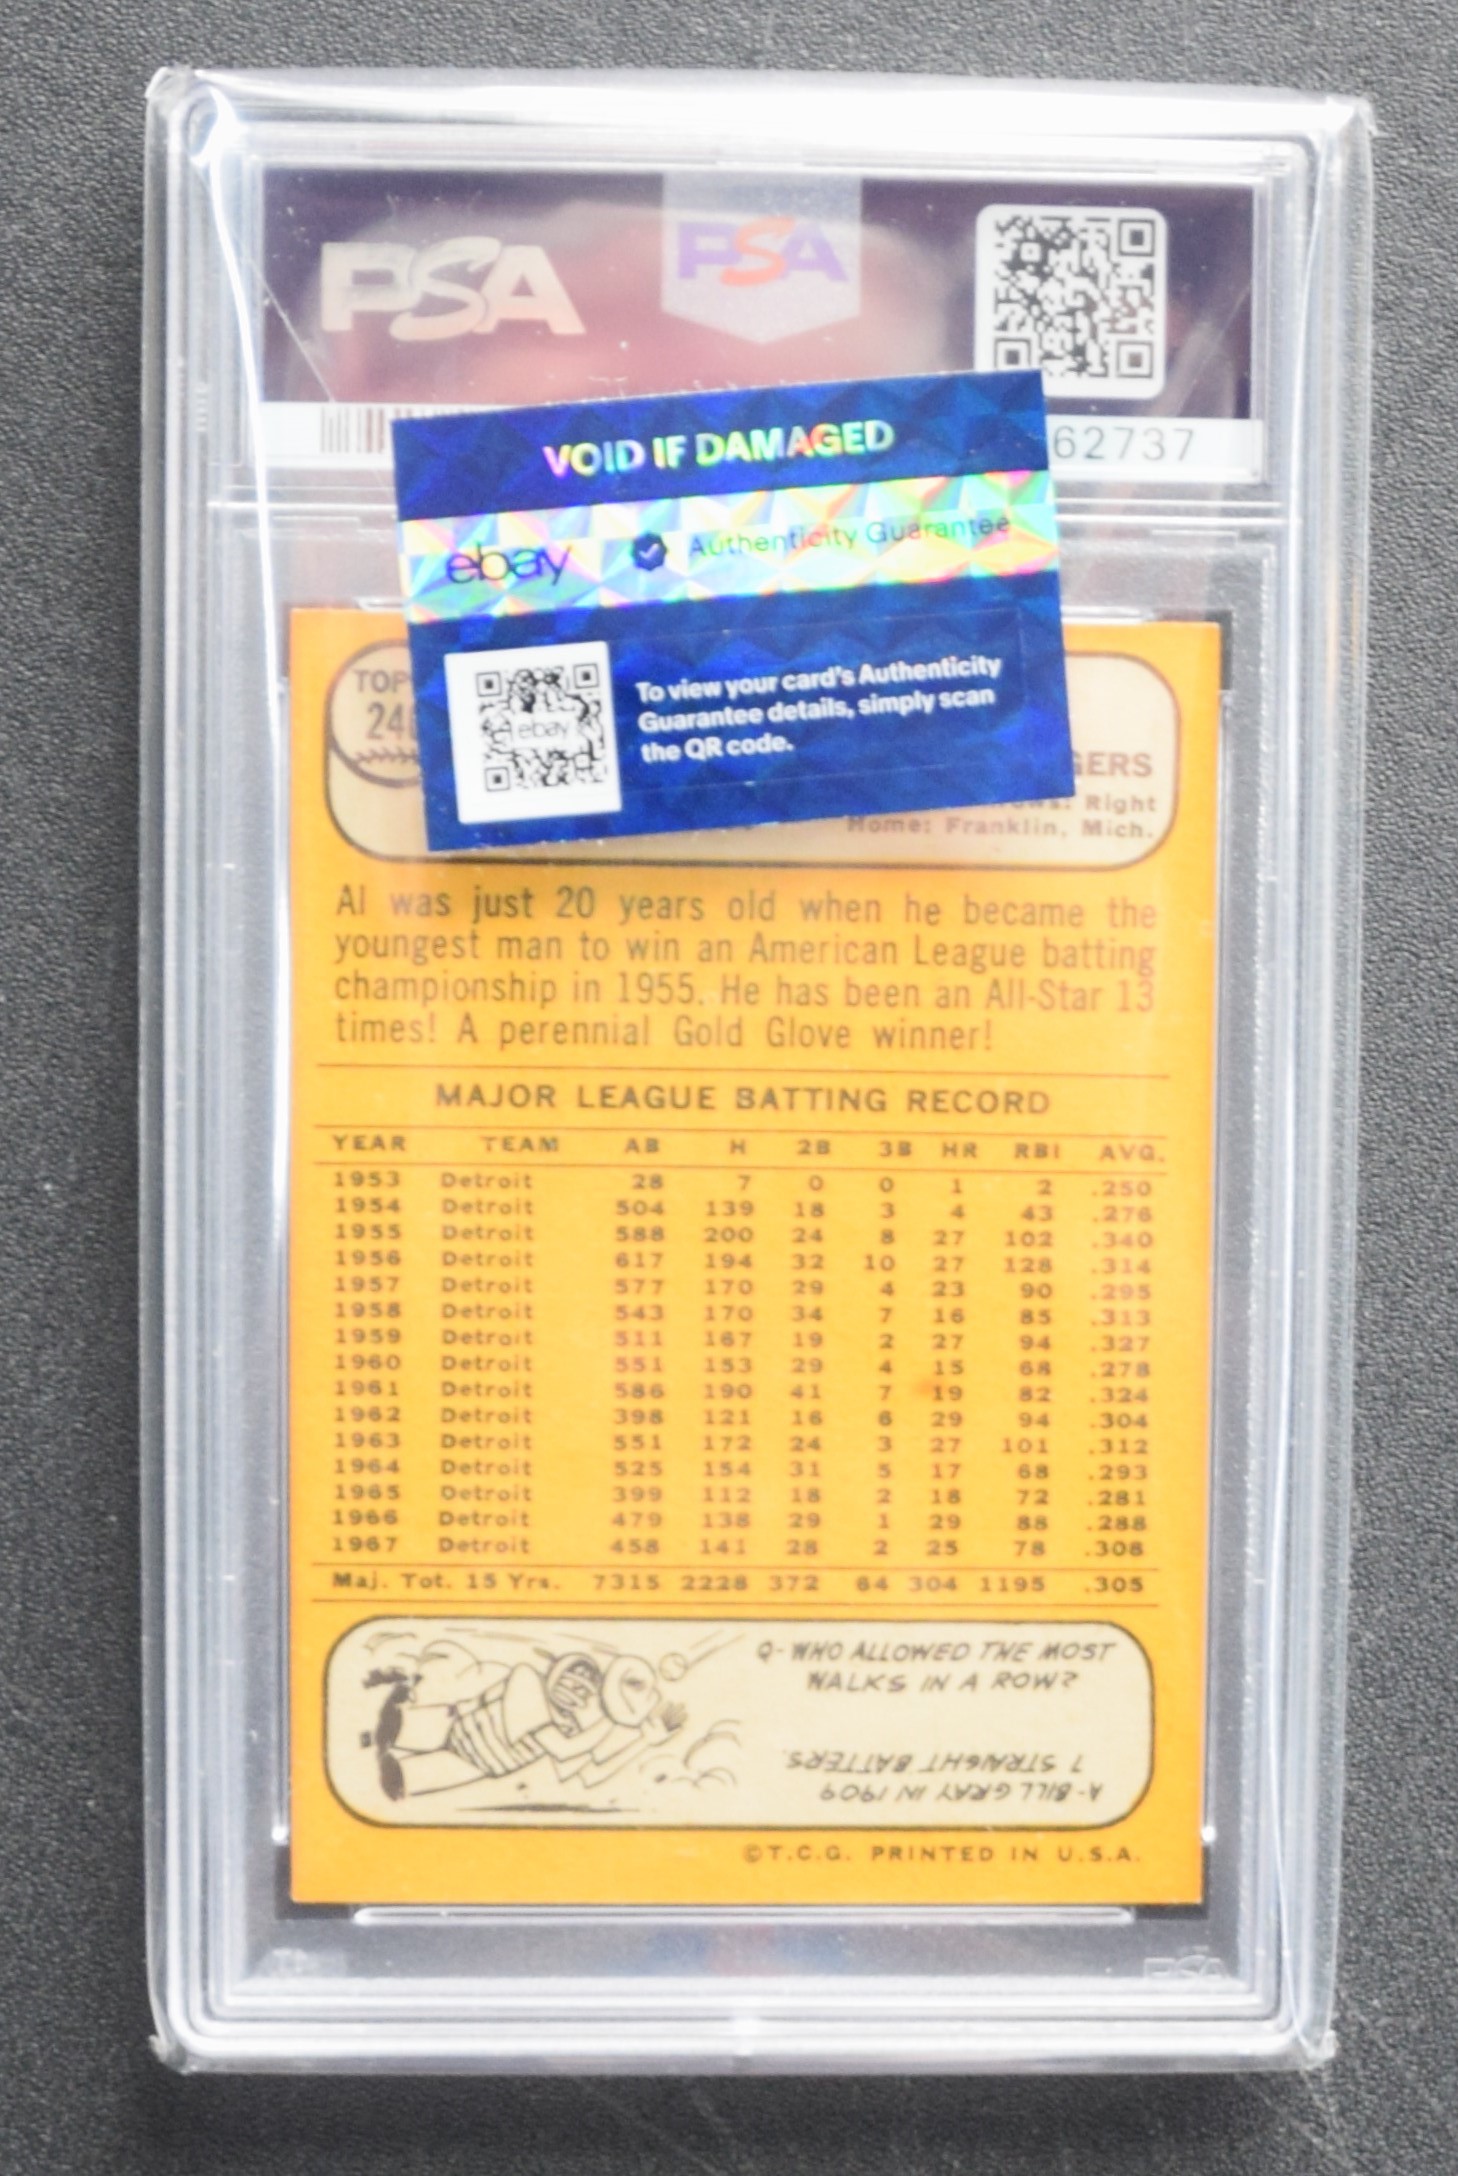 PSA
PSA
62737
VOID IF DAMAGED
ebay Authenticity Guarantee
ebay
To view your card's Authenticity
Guarantee details, simply scan
the QR code.
TOP
24
GERS
Right
Home: Franklin, Mich.
Al was just 20 years old when he became the
youngest man to win an American League batting
championship in 1955. He has been an All-Star 13
times! A perennial Gold Glove winner!
MAJOR LEAGUE BATTING RECORD
YEAR TEAM AB H 2B 3B HR RBI AVG.
1953 Detroit 28 7 0 0 1 2 .250
1954 Detroit 504 139 18 3 4 43 .276
1955 Detroit 588 200 24 8 27 102 .340
1956 Detroit 617 194 32 10 27 128 .314
1957 Detroit 577 170 29 4 23 90 .295
1958 Detroit 543 170 34 7 16 85 .313
1959 Detroit 511 167 19 2 27 94 .327
1960 Detroit 551 153 29 4 15 68 .278
1961 Detroit 586 190 41 7 19 82 .324
1962 Detroit 398 121 16 6 29 94 .304
1963 Detroit 551 172 24 3 27 101 .312
1964 Detroit 525 154 31 5 17 68 .293
1965 Detroit 399 112 18 2 18 72 .281
1966 Detroit 479 138 29 1 29 88 .288
1967 Detroit 458 141 28 2 25 78 .308
Maj. Tot. 15 Yrs. 7315 2228 372 64 304 1195 .305
Q-WHO ALLOWED THE MOST
WALKS IN A ROW?
A-BILL GRAY IN 1909
7 STRAIGHT BATTERS.
©T.C.G. PRINTED IN U.S.A.
PSA